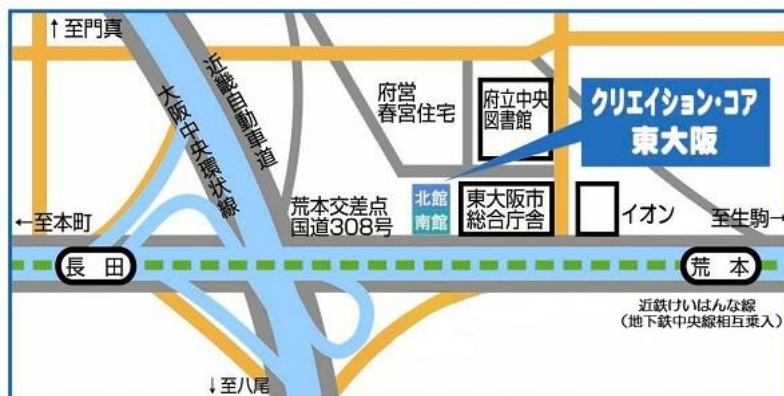 ↑至門真
近畿自動車道
大阪中央環状線
府営
春宮住宅
府立中央
図書館
クリエイション・コア
東大阪
荒本交差点
国道308号
北館
南館
東大阪市
総合庁舎
イオン
←至本町
至生駒→
長田
荒本
近鉄けいはんな線
(地下鉄中央線相互乗入)
↓至八尾